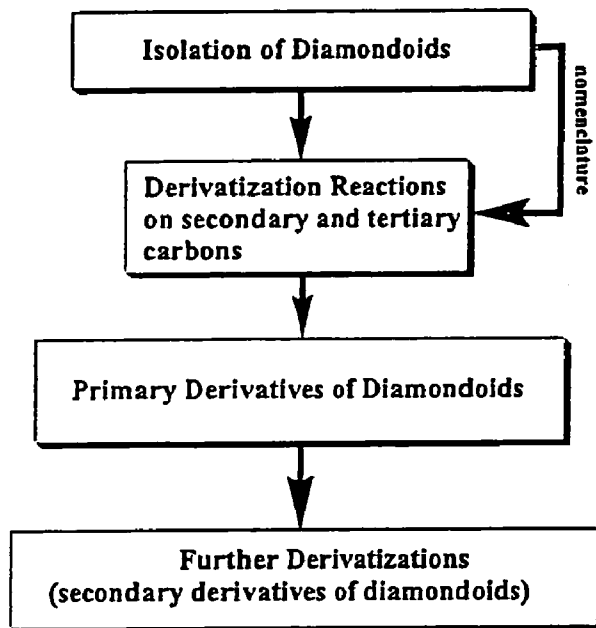 Isolation of Diamondoids
nomenclature
Derivatization Reactions
on secondary and tertiary
carbons
Primary Derivatives of Diamondoids
Further Derivatizations
(secondary derivatives of diamondoids)